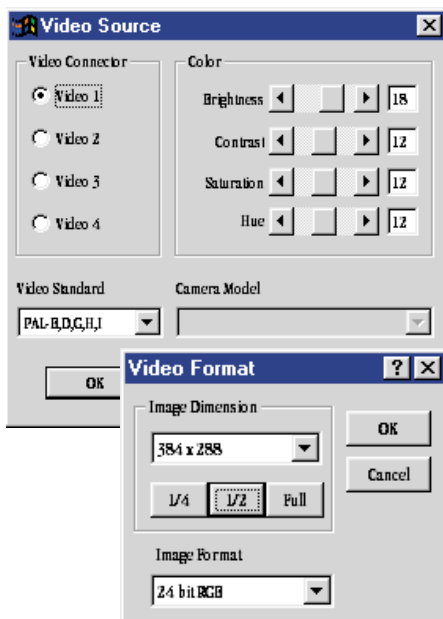 Video Source
Video Connector
Color
Video 1
Brightness
18
Video 2
Contrast
12
Video 3
Saturation
12
Video 4
Hue
12
Video Standard
Camera Model
PAL-B,D,G,H,I
OK
Video Format
Image Dimension
384 x 288
OK
1/4
1/2
Full
Cancel
Image Format
24 bit RGB